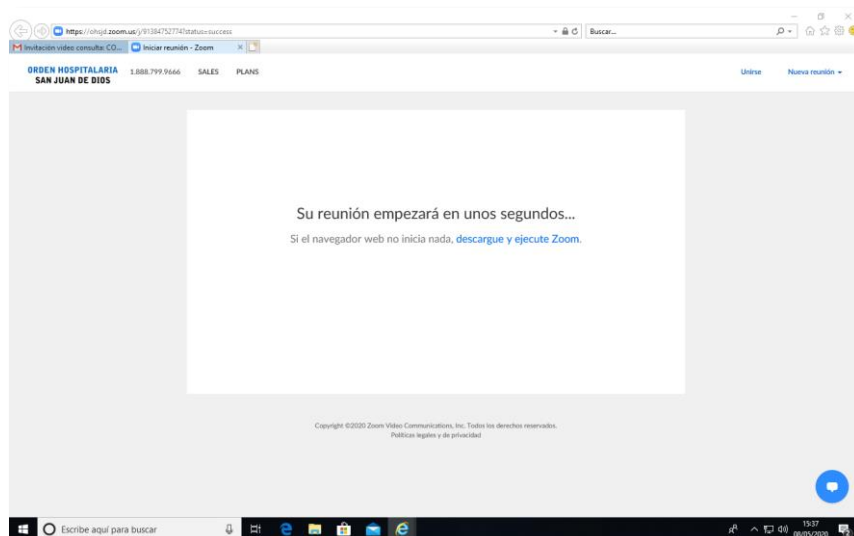 https://ohsjd.zoom.us/j/91384752774?status=success
Buscar...
Invitación video consulta: CO...
Iniciar reunión - Zoom
ORDEN HOSPITALARIA
SAN JUAN DE DIOS
1.888.799.9666 SALES PLANS
Unirse
Nueva reunión
Su reunión empezará en unos segundos...
Si el navegador web no inicia nada, descargue y ejecute Zoom.
Copyright ©2020 Zoom Video Communications, Inc. Todos los derechos reservados.
Políticas legales y de privacidad
Escribe aquí para buscar
15:37
08/05/2020